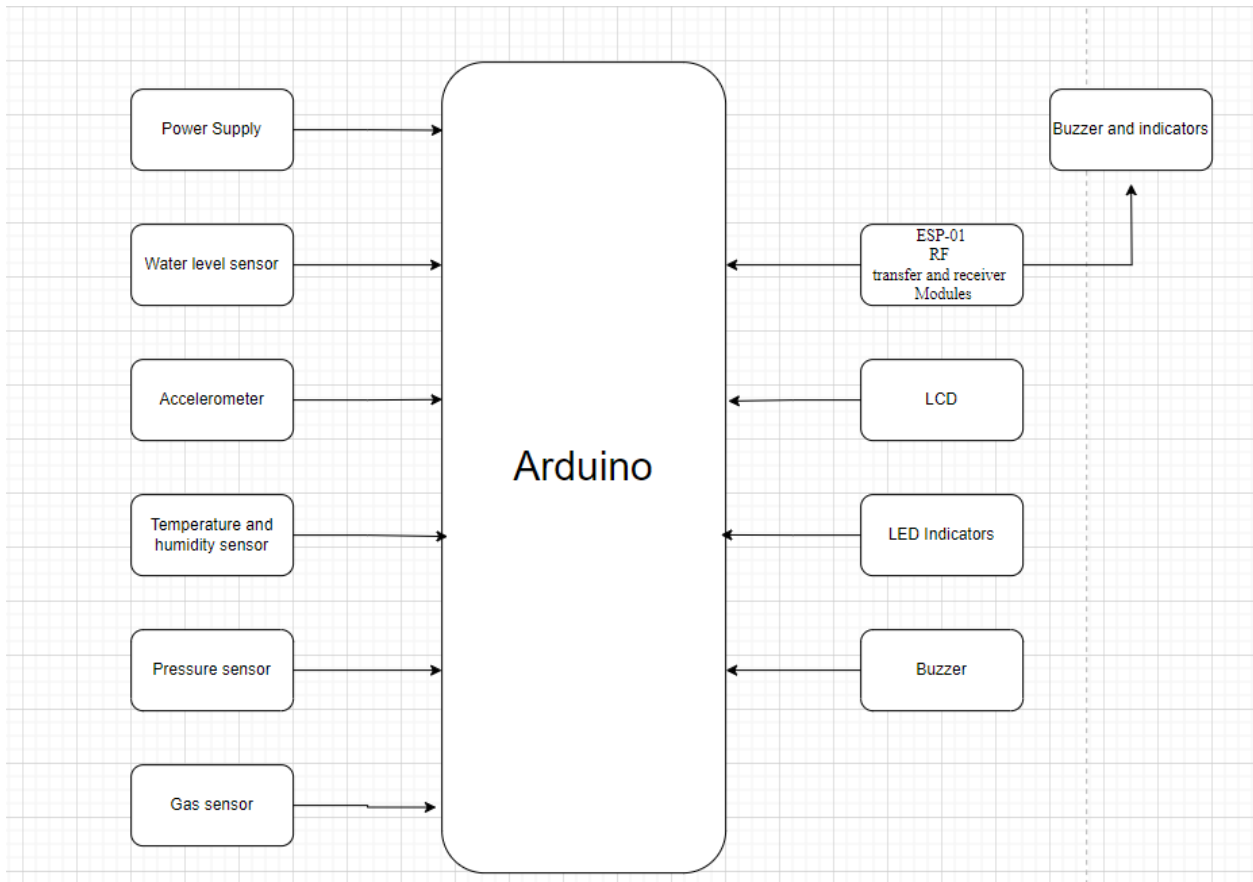 Power Supply
Water level sensor
Accelerometer
Temperature and
humidity sensor
Pressure sensor
Gas sensor
Arduino
ESP-01
RF
transfer and receiver
Modules
LCD
LED Indicators
Buzzer
Buzzer and indicators